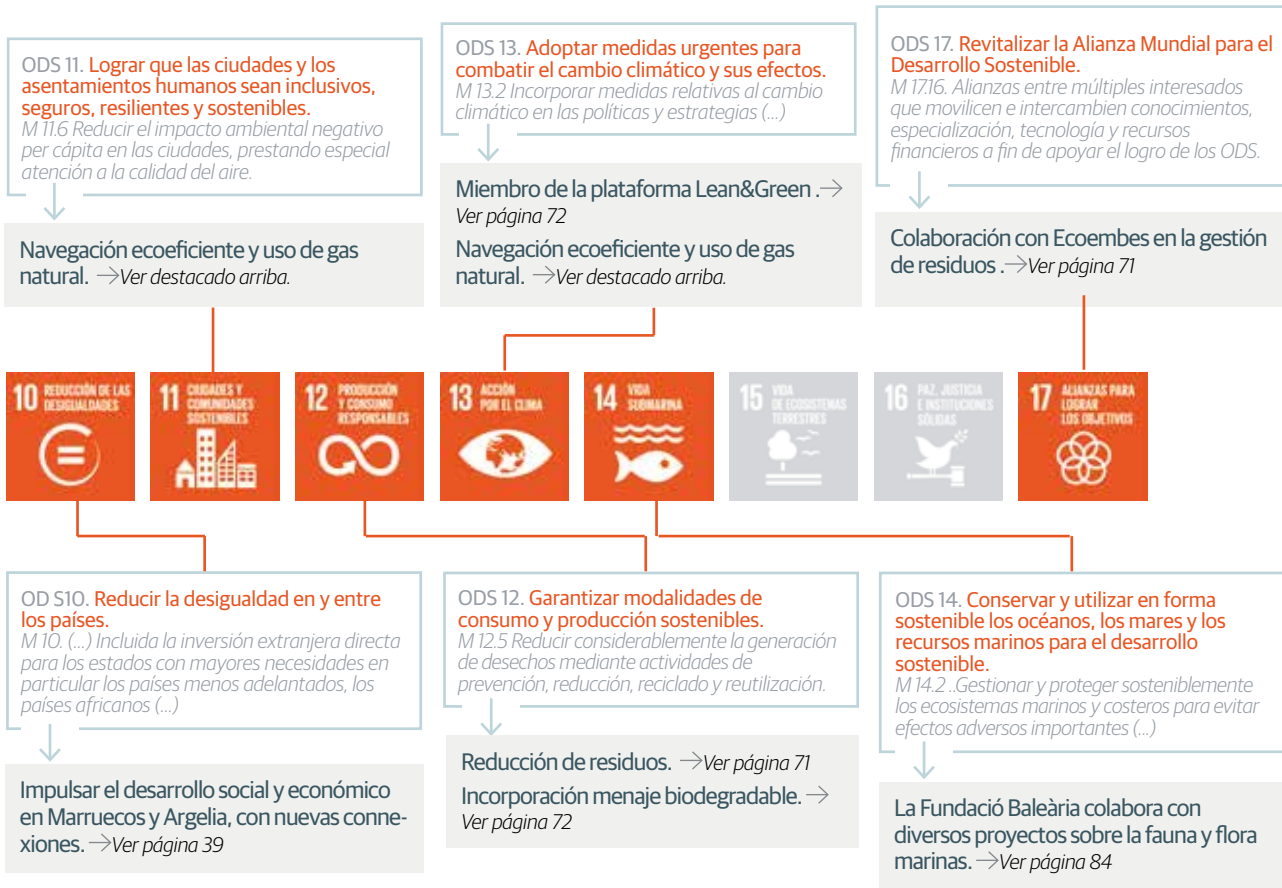 ODS 11. Lograr que las ciudades y los
asentamientos humanos sean inclusivos,
seguros, resilientes y sostenibles.
M 11.6 Reducir el impacto ambiental negativo
per cápita en las ciudades, prestando especial
atención a la calidad del aire.
Navegación ecoeficiente y uso de gas
natural. →Ver destacado arriba.
ODS 13. Adoptar medidas urgentes para
combatir el cambio climático y sus efectos.
M 13.2 Incorporar medidas relativas al cambio
climático en las políticas y estrategias (...)
Miembro de la plataforma Lean&Green .→
Ver página 72
Navegación ecoeficiente y uso de gas
natural. →Ver destacado arriba.
ODS 17. Revitalizar la Alianza Mundial para el
Desarrollo Sostenible.
M 17.16. Alianzas entre múltiples interesados
que movilicen e intercambien conocimientos,
especialización, tecnología y recursos
financieros a fin de apoyar el logro de los ODS.
Colaboración con Ecoembes en la gestión
de residuos .→Ver página 71
10 REDUCCIÓN DE LAS
DESIGUALDADES
11 CIUDADES Y
COMUNIDADES
SOSTENIBLES
12 PRODUCCIÓN
Y CONSUMO
RESPONSABLES
13 ACCIÓN
POR EL CLIMA
14 VIDA
SUBMARINA
15 VIDA
DE ECOSISTEMAS
TERRESTRES
16 PAZ, JUSTICIA
E INSTITUCIONES
SÓLIDAS
17 ALIANZAS PARA
LOGRAR
LOS OBJETIVOS
OD S10. Reducir la desigualdad en y entre
los países.
M 10. (...) Incluida la inversión extranjera directa
para los estados con mayores necesidades en
particular los países menos adelantados, los
países africanos (...)
Impulsar el desarrollo social y económico
en Marruecos y Argelia, con nuevas conne-
xiones. →Ver página 39
ODS 12. Garantizar modalidades de
consumo y producción sostenibles.
M 12.5 Reducir considerablemente la generación
de desechos mediante actividades de
prevención, reducción, reciclado y reutilización.
Reducción de residuos. →Ver página 71
Incorporación menaje biodegradable. →
Ver página 72
ODS 14. Conservar y utilizar en forma
sostenible los océanos, los mares y los
recursos marinos para el desarrollo
sostenible.
M 14.2 ..Gestionar y proteger sosteniblemente
los ecosistemas marinos y costeros para evitar
efectos adversos importantes (...)
La Fundació Baleària colabora con
diversos proyectos sobre la fauna y flora
marinas. →Ver página 84